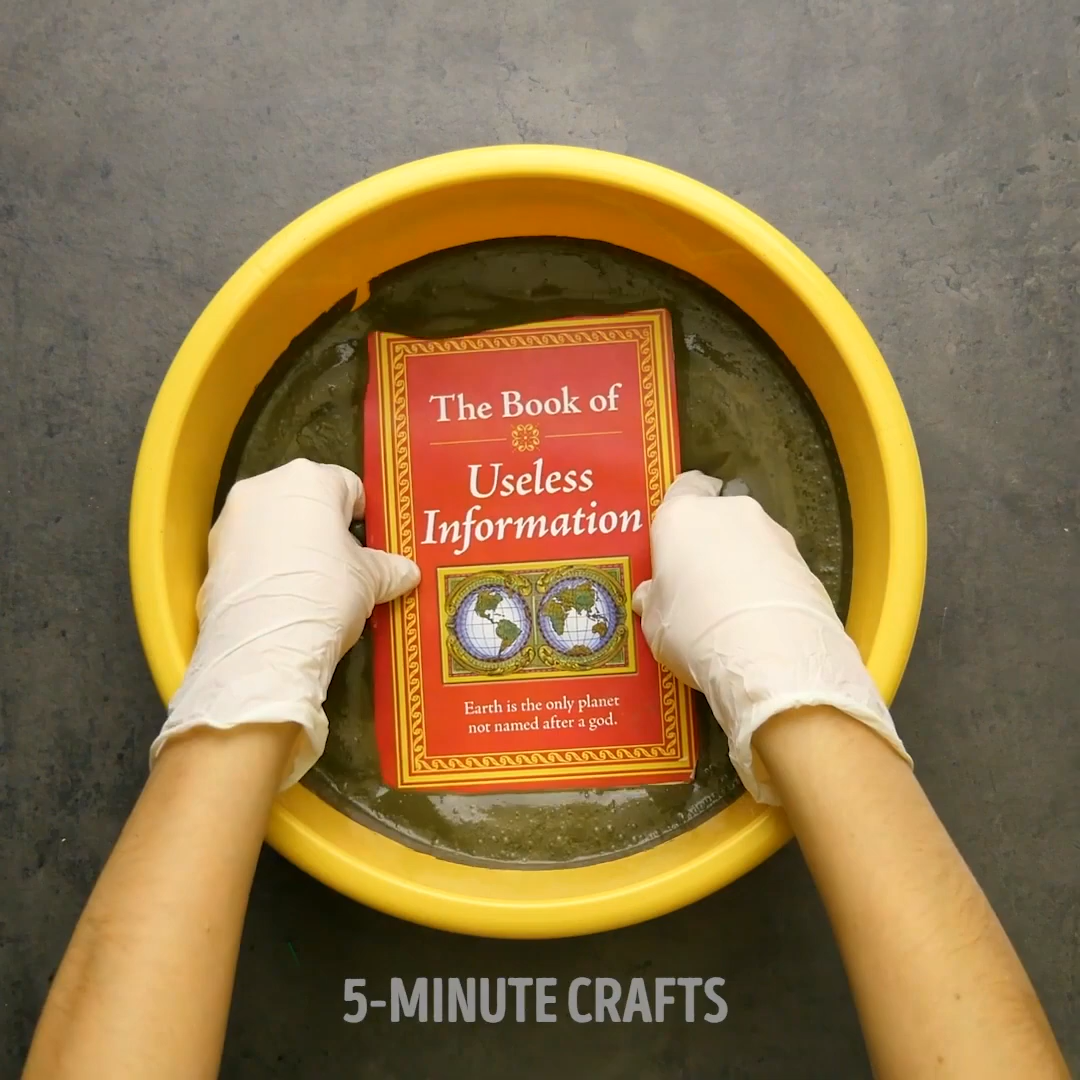 The Book of
Useless
Information
Earth is the only planet
not named after a god.
5-MINUTE CRAFTS